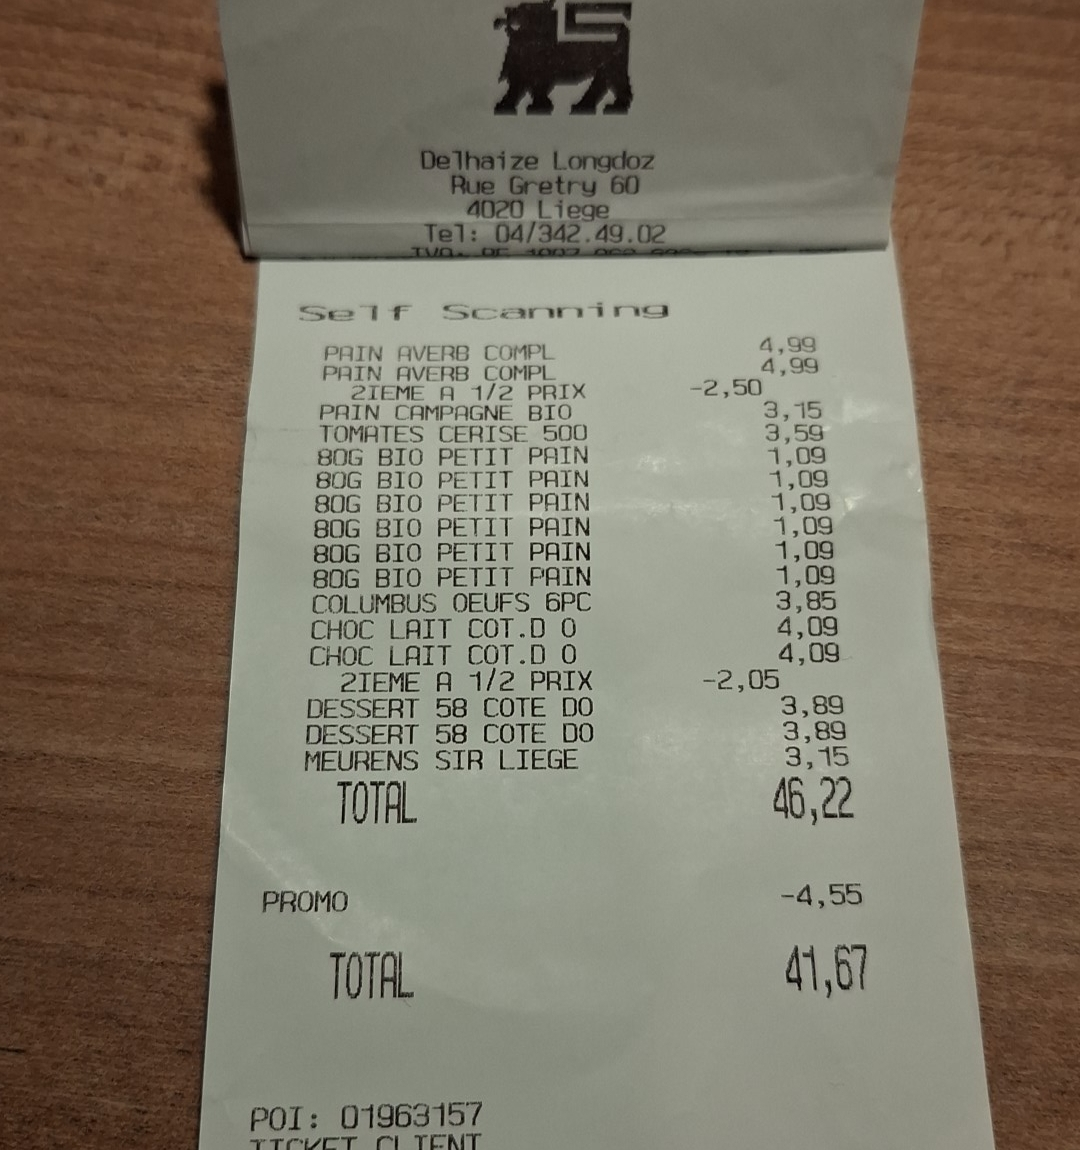 Delhaize Longdoz
Rue Gretry 60
4020 Liege
Tel: 04/342.49.02
Self Scanning
PAIN AVERB COMPL 4,99
PAIN AVERB COMPL 4,99
2IEME A 1/2 PRIX -2,50
PAIN CAMPAGNE BIO 3,15
TOMATES CERISE 500 3,59
80G BIO PETIT PAIN 1,09
80G BIO PETIT PAIN 1,09
80G BIO PETIT PAIN 1,09
80G BIO PETIT PAIN 1,09
80G BIO PETIT PAIN 1,09
80G BIO PETIT PAIN 1,09
COLUMBUS OEUFS 6PC 3,85
CHOC LAIT COT.D O 4,09
CHOC LAIT COT.D O 4,09
2IEME A 1/2 PRIX -2,05
DESSERT 58 COTE DO 3,89
DESSERT 58 COTE DO 3,89
MEURENS SIR LIEGE 3,15
TOTAL 46,22
PROMO -4,55
TOTAL 41,67
POI: 01963157
TICKET CLIENT